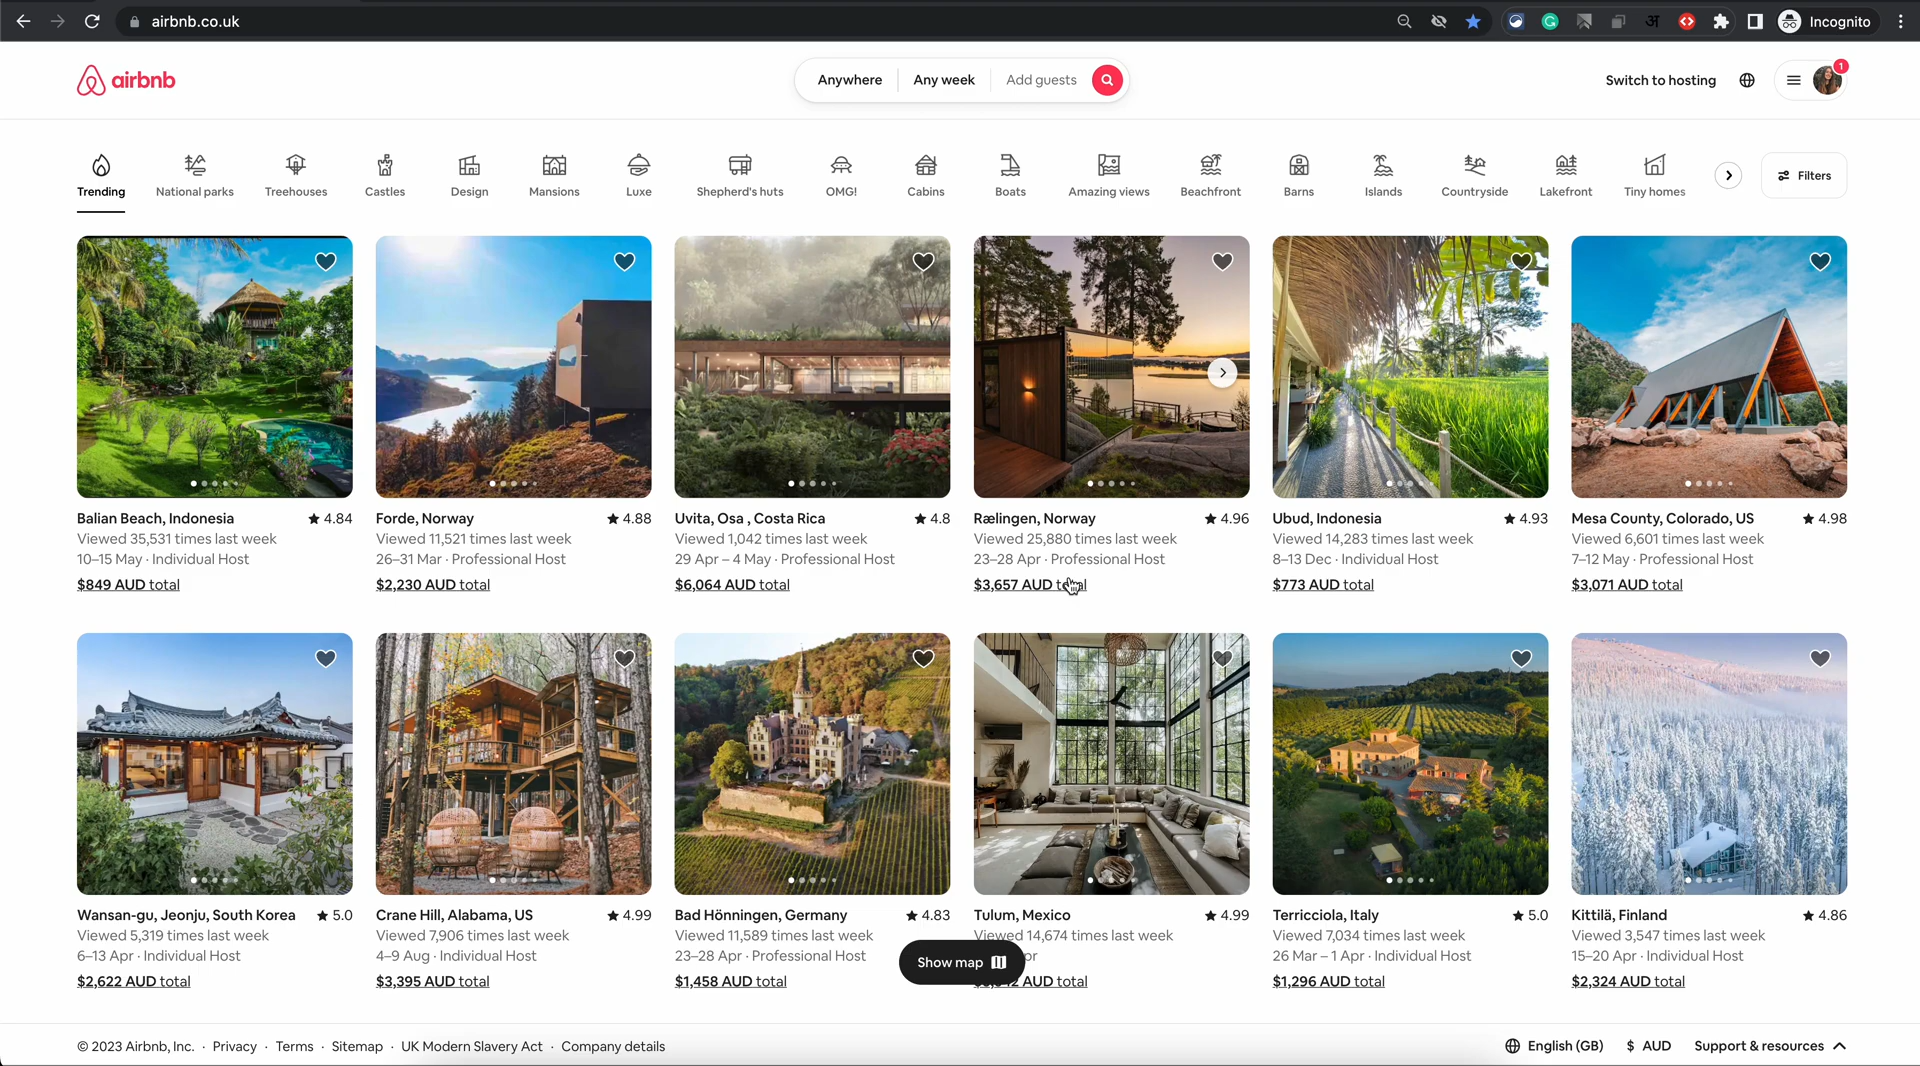 airbnb.co.uk
Incognito
airbnb
Anywhere
Any week
Add guests
Switch to hosting
1
Trending
National parks
Treehouses
Castles
Design
Mansions
Luxe
Shepherd's huts
OMG!
Cabins
Boats
Amazing views
Beachfront
Barns
Islands
Countryside
Lakefront
Tiny homes
Filters
Balian Beach, Indonesia ★ 4.84
Viewed 35,531 times last week
10–15 May · Individual Host
$849 AUD total
Forde, Norway ★ 4.88
Viewed 11,521 times last week
26–31 Mar · Professional Host
$2,230 AUD total
Uvita, Osa , Costa Rica ★ 4.8
Viewed 1,042 times last week
29 Apr – 4 May · Professional Host
$6,064 AUD total
Rælingen, Norway ★ 4.96
Viewed 25,880 times last week
23–28 Apr · Professional Host
$3,657 AUD total
Ubud, Indonesia ★ 4.93
Viewed 14,283 times last week
8–13 Dec · Individual Host
$773 AUD total
Mesa County, Colorado, US ★ 4.98
Viewed 6,601 times last week
7–12 May · Professional Host
$3,071 AUD total
Wansan-gu, Jeonju, South Korea ★ 5.0
Viewed 5,319 times last week
6–13 Apr · Individual Host
$2,622 AUD total
Crane Hill, Alabama, US ★ 4.99
Viewed 7,906 times last week
4–9 Aug · Individual Host
$3,395 AUD total
Bad Hönningen, Germany ★ 4.83
Viewed 11,589 times last week
23–28 Apr · Professional Host
$1,458 AUD total
Tulum, Mexico ★ 4.99
Viewed 14,674 times last week
AUD total
Terricciola, Italy ★ 5.0
Viewed 7,034 times last week
26 Mar – 1 Apr · Individual Host
$1,296 AUD total
Kittilä, Finland ★ 4.86
Viewed 3,547 times last week
15–20 Apr · Individual Host
$2,324 AUD total
Show map
© 2023 Airbnb, Inc. · Privacy · Terms · Sitemap · UK Modern Slavery Act · Company details
English (GB)
$ AUD
Support & resources